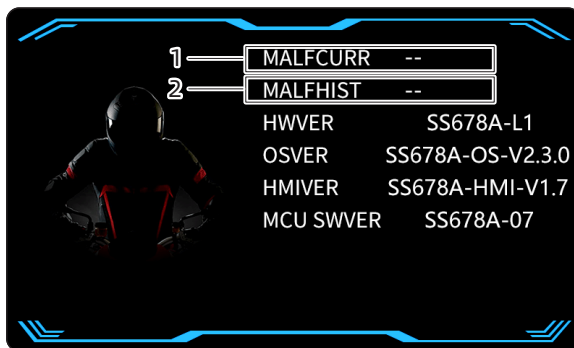 1 MALFCURR --
2 MALFHIST --
HWVER SS678A-L1
OSVER SS678A-OS-V2.3.0
HMIVER SS678A-HMI-V1.7
MCU SWVER SS678A-07